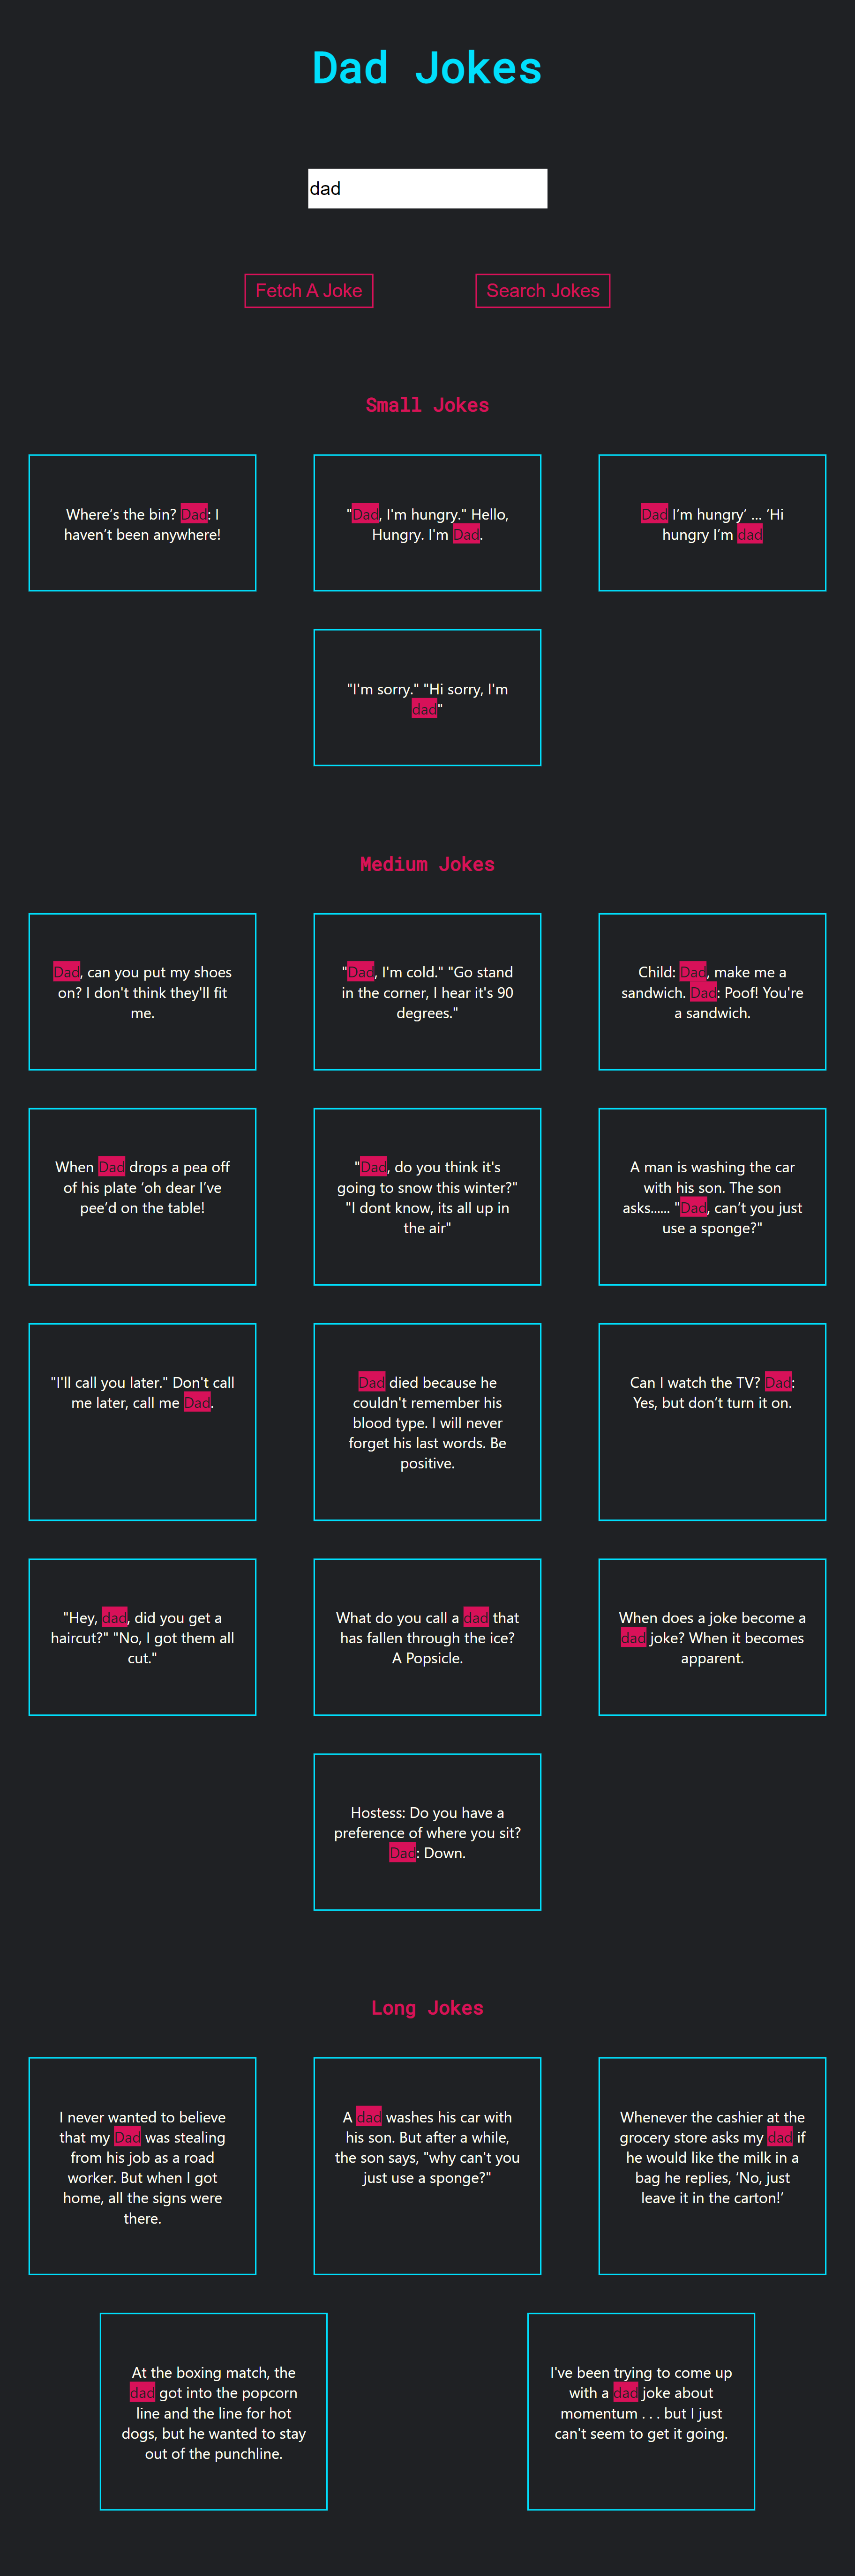 Dad Jokes
dad
Fetch A Joke
Search Jokes
Small Jokes
Where’s the bin? Dad: I
haven’t been anywhere!
"Dad, I'm hungry." Hello,
Hungry. I'm Dad.
Dad I’m hungry’ … ‘Hi
hungry I’m dad
"I'm sorry." "Hi sorry, I'm
dad"
Medium Jokes
Dad, can you put my shoes
on? I don't think they'll fit
me.
"Dad, I'm cold." "Go stand
in the corner, I hear it's 90
degrees."
Child: Dad, make me a
sandwich. Dad: Poof! You're
a sandwich.
When Dad drops a pea off
of his plate ‘oh dear I’ve
pee’d on the table!
"Dad, do you think it's
going to snow this winter?"
"I dont know, its all up in
the air"
A man is washing the car
with his son. The son
asks...... "Dad, can’t you just
use a sponge?"
"I'll call you later." Don't call
me later, call me Dad.
Dad died because he
couldn't remember his
blood type. I will never
forget his last words. Be
positive.
Can I watch the TV? Dad:
Yes, but don’t turn it on.
"Hey, dad, did you get a
haircut?" "No, I got them all
cut."
What do you call a dad that
has fallen through the ice?
A Popsicle.
When does a joke become a
dad joke? When it becomes
apparent.
Hostess: Do you have a
preference of where you sit?
Dad: Down.
Long Jokes
I never wanted to believe
that my Dad was stealing
from his job as a road
worker. But when I got
home, all the signs were
there.
A dad washes his car with
his son. But after a while,
the son says, "why can't you
just use a sponge?"
Whenever the cashier at the
grocery store asks my dad if
he would like the milk in a
bag he replies, ‘No, just
leave it in the carton!’
At the boxing match, the
dad got into the popcorn
line and the line for hot
dogs, but he wanted to stay
out of the punchline.
I've been trying to come up
with a dad joke about
momentum . . . but I just
can't seem to get it going.